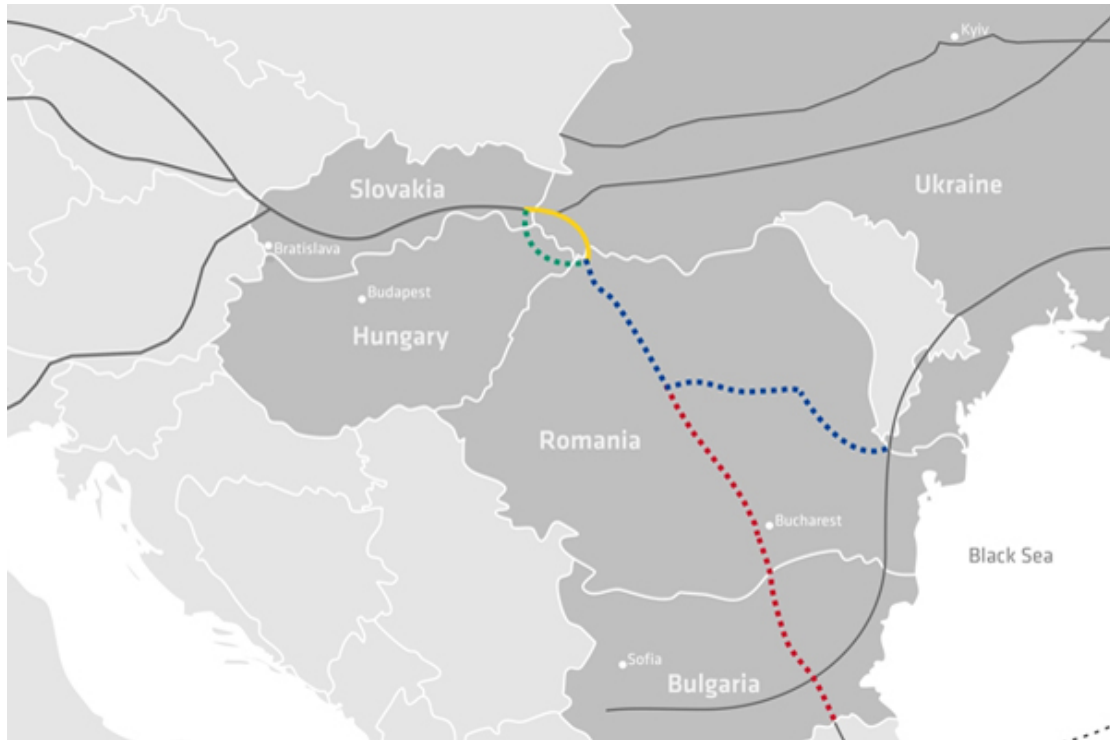 Kyiv
Slovakia
Ukraine
Bratislava
Budapest
Hungary
Romania
Bucharest
Black Sea
Sofia
Bulgaria